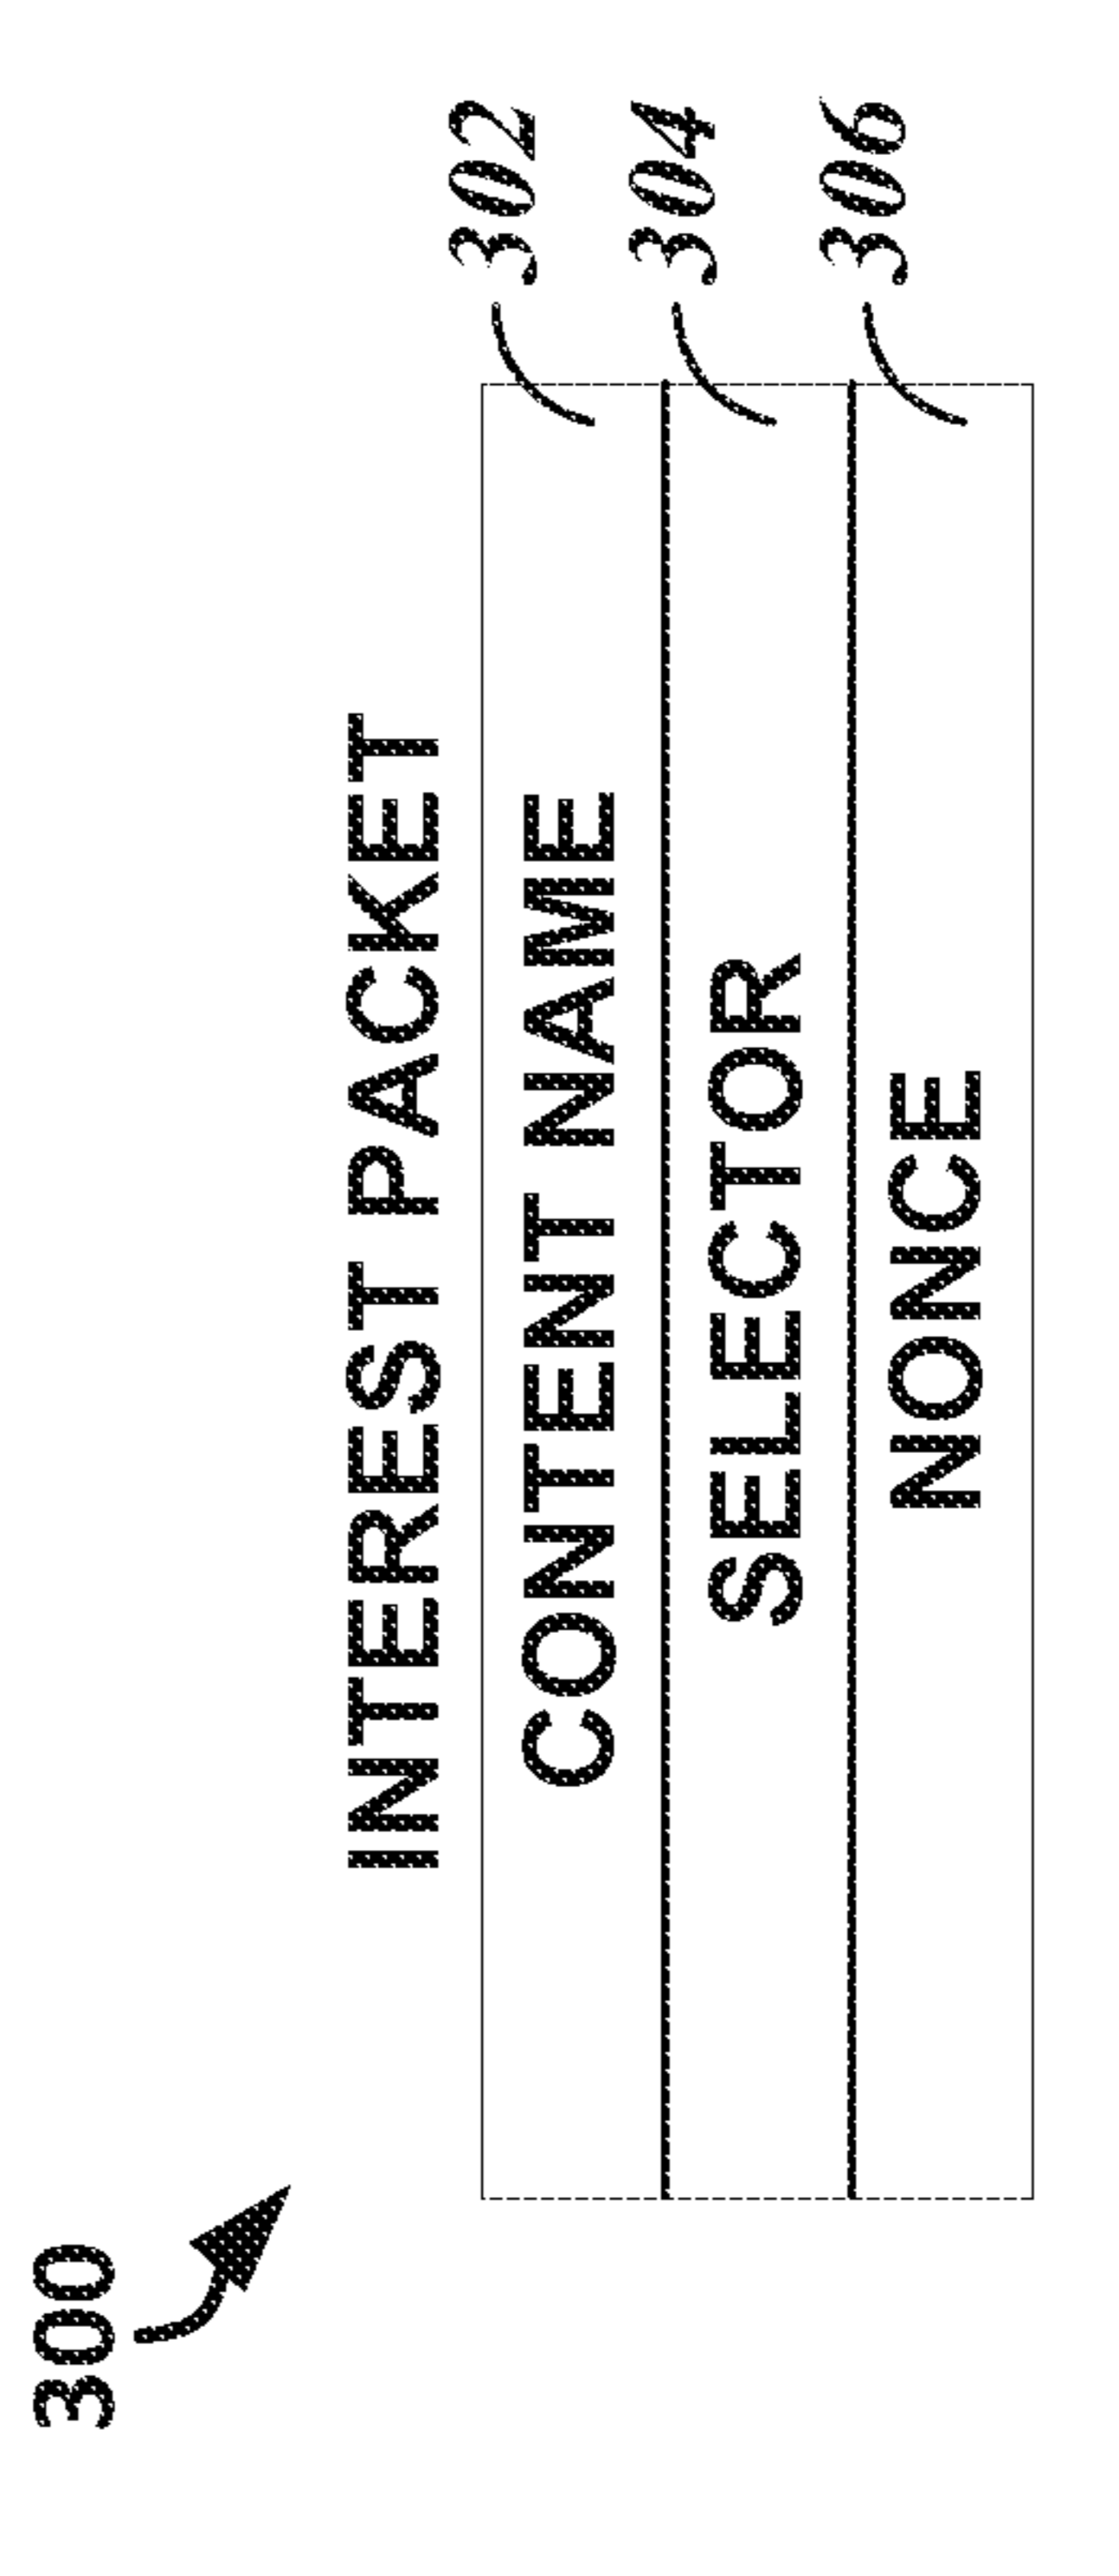 300
INTEREST PACKET
CONTENT NAME
302
SELECTOR
304
NONCE
306